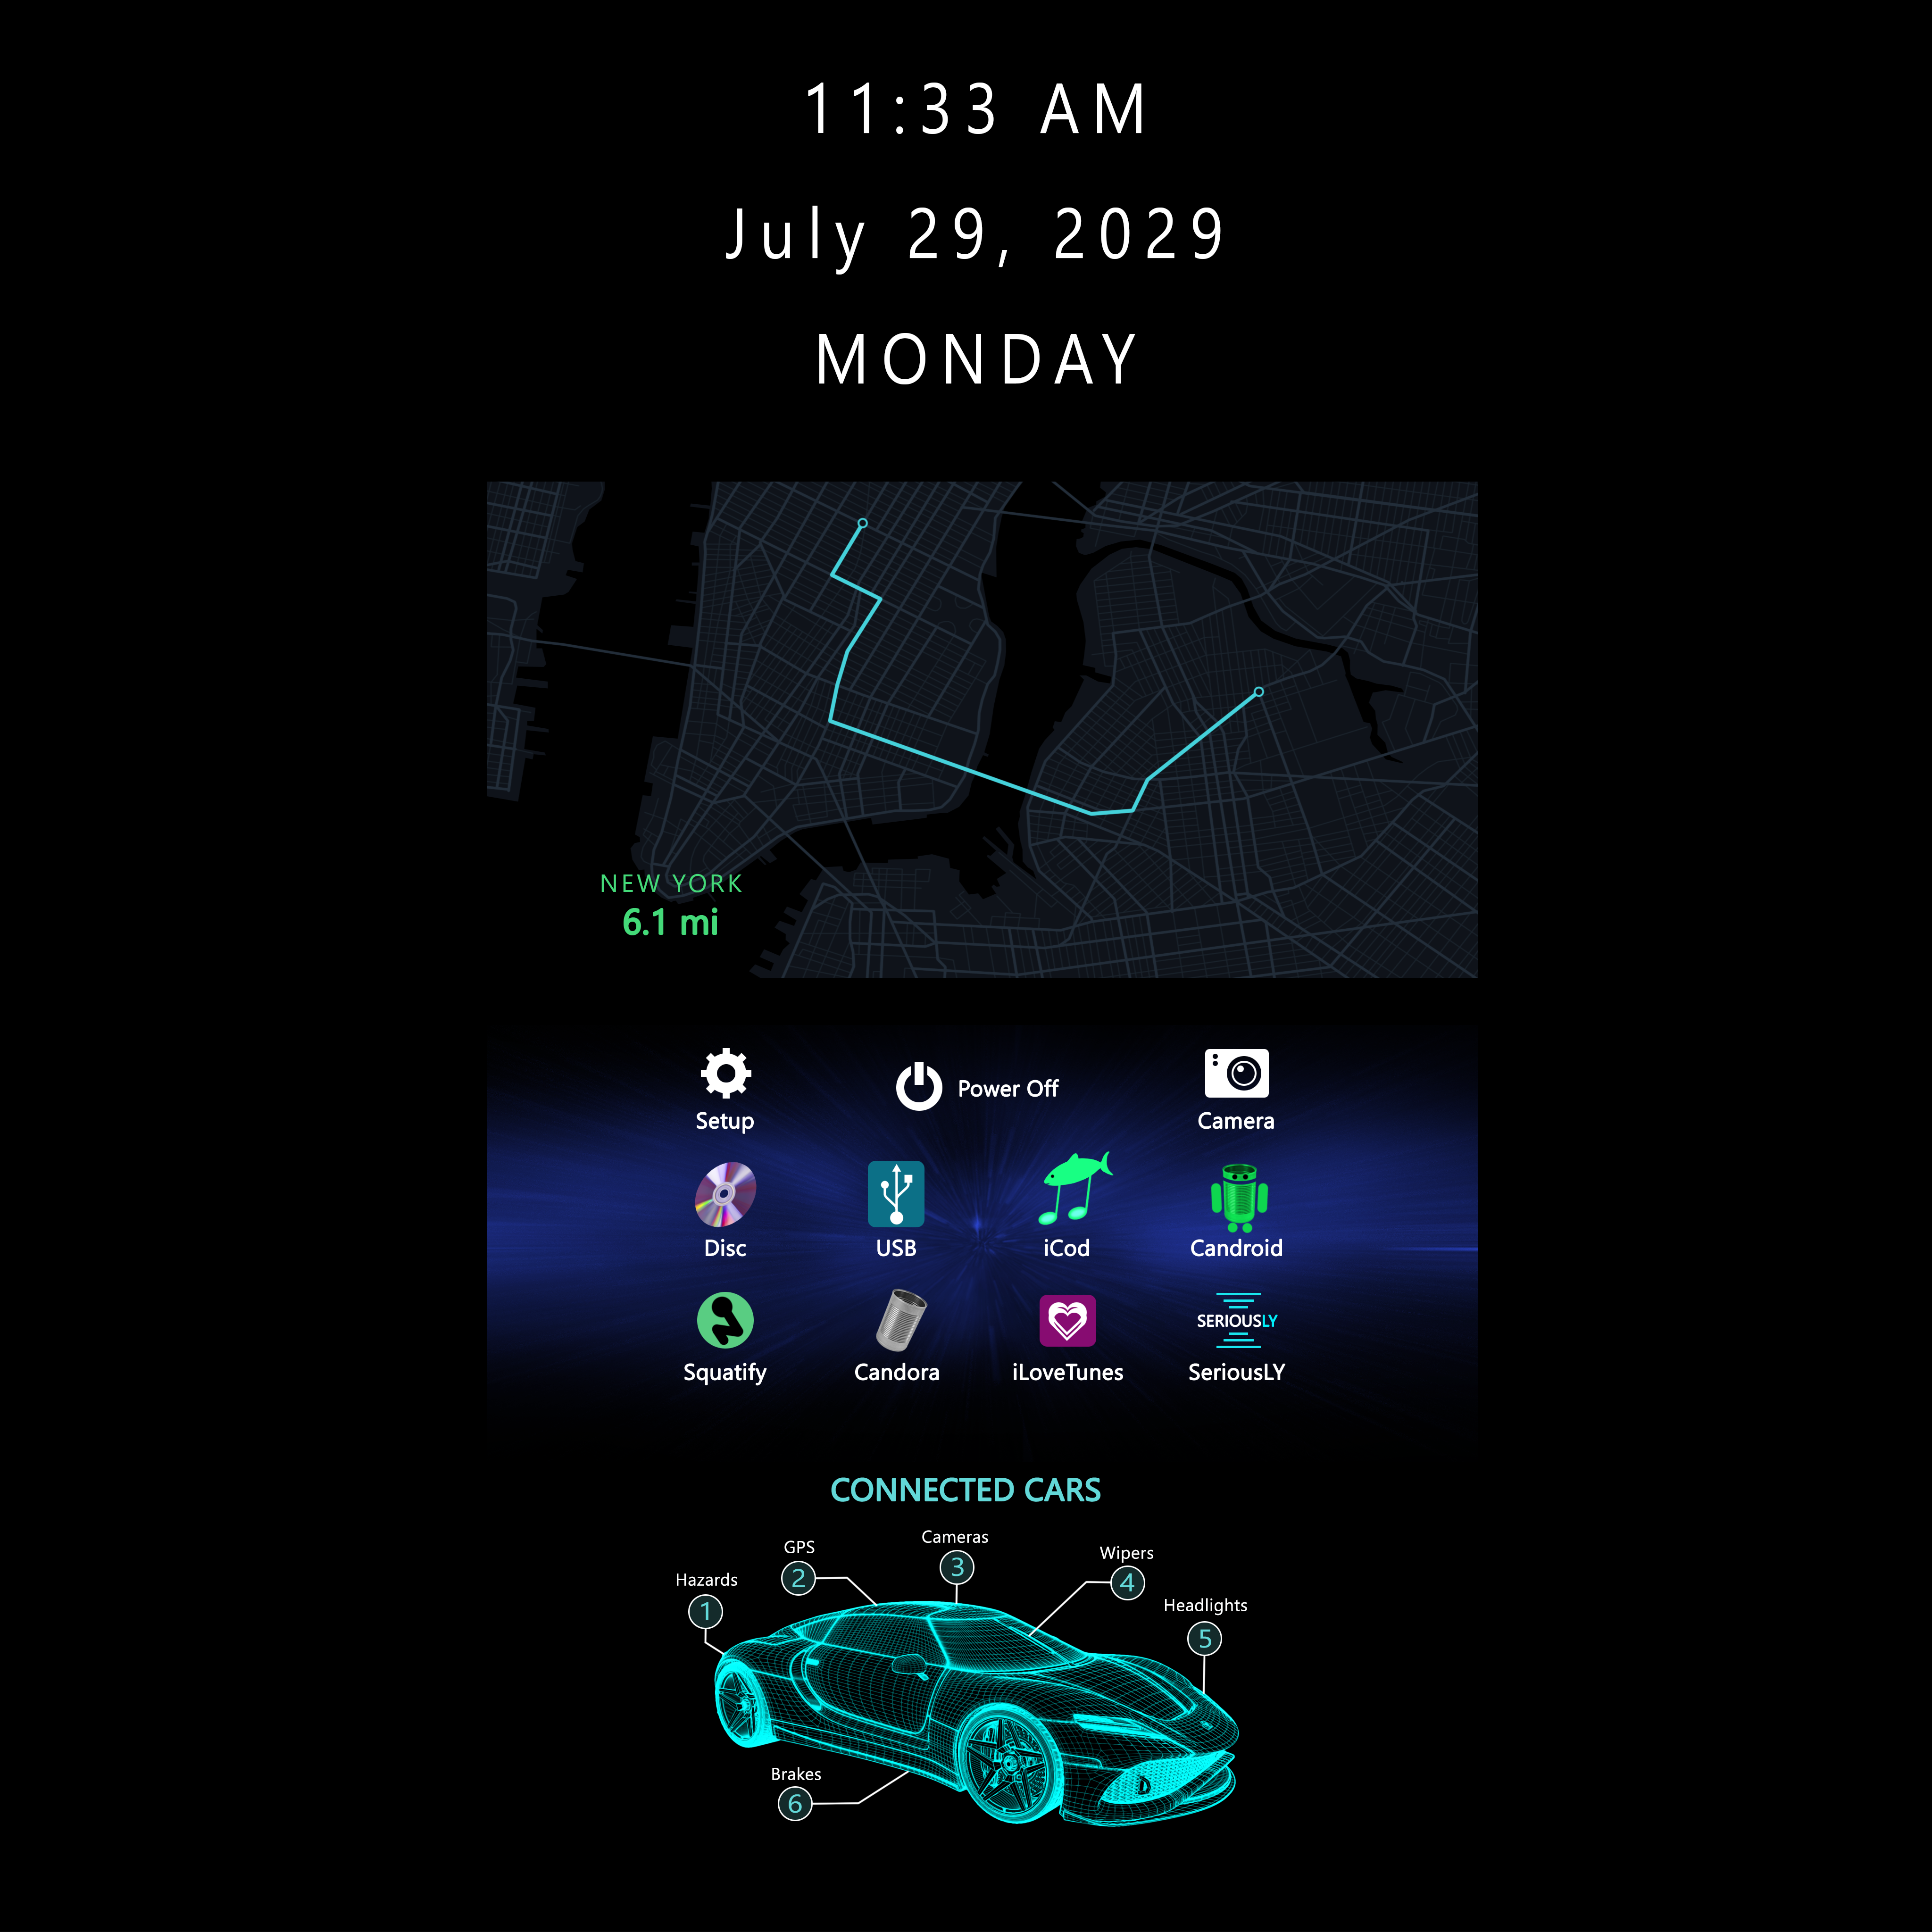 11:33 AM
July 29, 2029
MONDAY
NEW YORK
6.1 mi
Power Off
Setup
Camera
Disc
USB
iCod
Candroid
SERIOUSLY
Squatify
Candora
iLoveTunes
SeriousLY
CONNECTED CARS
Cameras
GPS
Wipers
3
2
4
Hazards
1
Headlights
5
Brakes
6